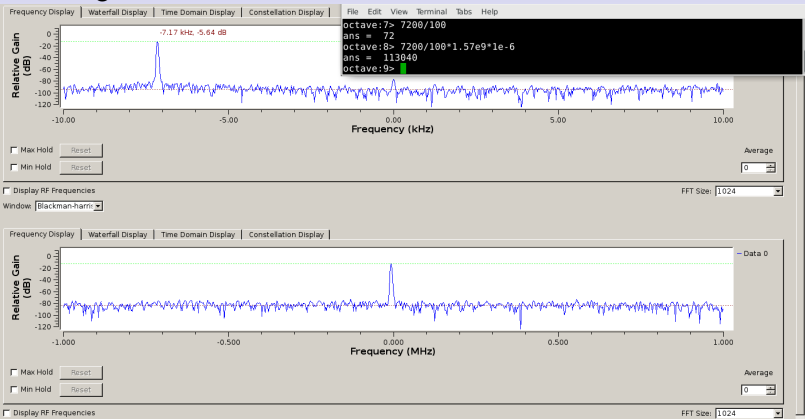 Frequency Display Waterfall Display Time Domain Display Constellation Display
File Edit View Terminal Tabs Help
octave:7> 7200/100
ans = 72
octave:8> 7200/100*1.57e9*1e-6
ans = 113040
octave:9>
-7.17 kHz, -5.64 dB
Relative Gain
(dB)
0
-20
-40
-60
-80
-100
-120
-10.00 -5.00 0.00 5.00 10.00
Frequency (kHz)
Max Hold Reset
Average
Min Hold Reset
0
Display RF Frequencies
FFT Size: 1024
Window: Blackman-harris
Frequency Display Waterfall Display Time Domain Display Constellation Display
Data 0
Relative Gain
(dB)
0
-20
-40
-60
-80
-100
-120
-1.000 -0.500 0.000 0.500 1.000
Frequency (MHz)
Max Hold Reset
Average
Min Hold Reset
0
Display RF Frequencies
FFT Size: 1024